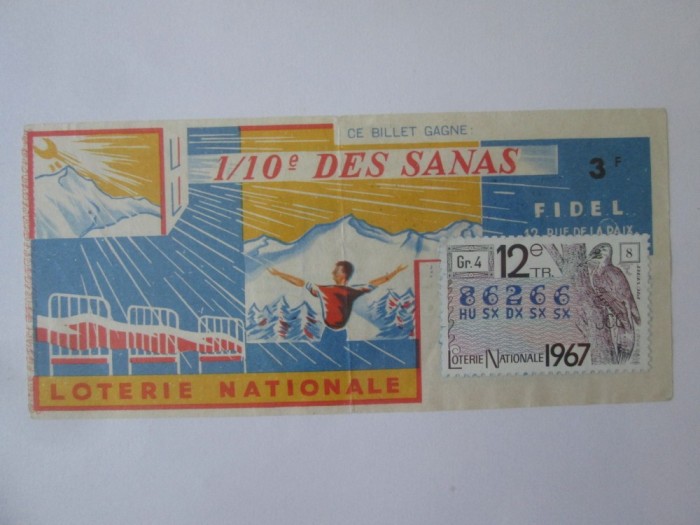 CE BILLET GAGNE:
1/10e DES SANAS
3 F
FIDEL
12, RUE DE LA PAIX
Gr. 4
12e TR.
8
86266
HU SX DX SX SX
LOTERIE NATIONALE 1967
LOTERIE NATIONALE